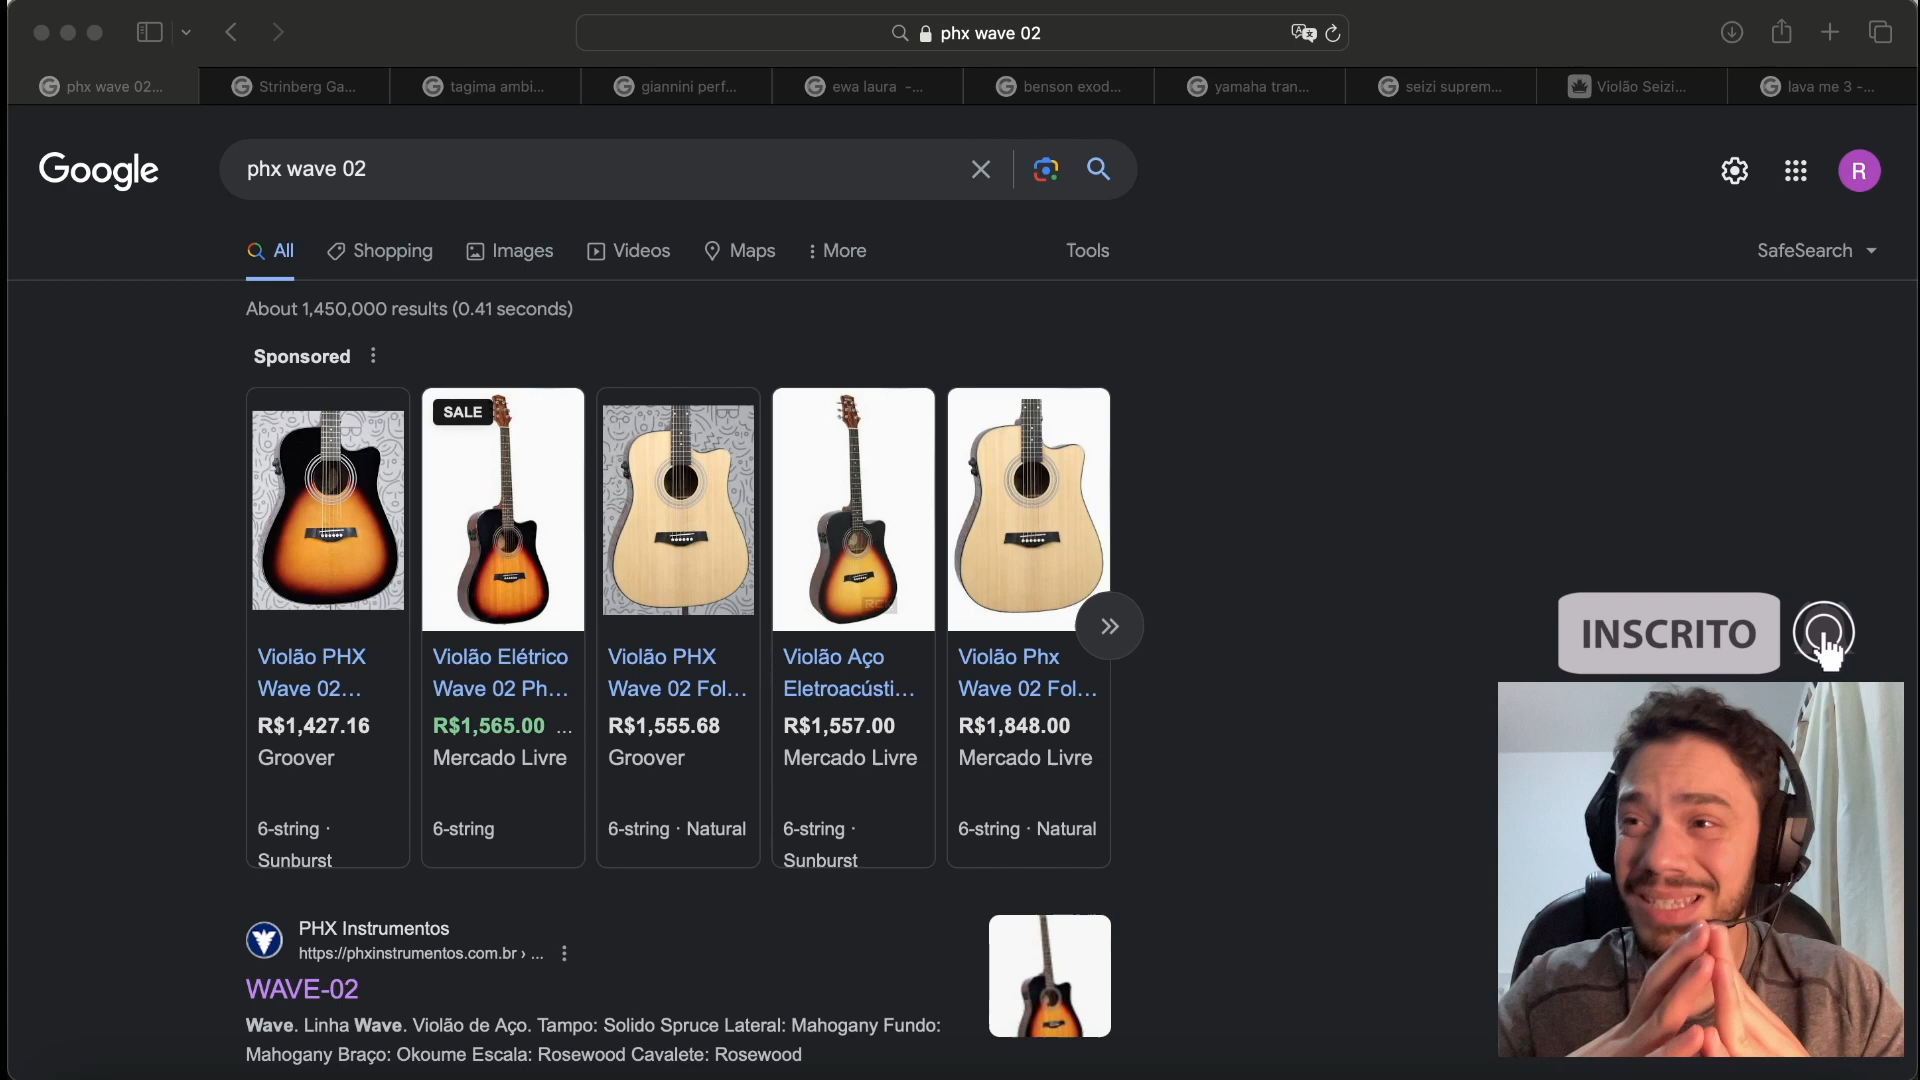 phx wave 02
phx wave 02...
Strinberg Ga...
tagima ambi...
giannini perf...
ewa laura -...
benson exod...
yamaha tran...
seizi suprem...
Violão Seizi...
lava me 3 -...
Google
phx wave 02
R
All
Shopping
Images
Videos
Maps
More
Tools
SafeSearch
About 1,450,000 results (0.41 seconds)
Sponsored
SALE
Violão PHX
Wave 02...
R$1,427.16
Groover
6-string ·
Sunburst
Violão Elétrico
Wave 02 Ph...
R$1,565.00 ...
Mercado Livre
6-string
Violão PHX
Wave 02 Fol...
R$1,555.68
Groover
6-string · Natural
Violão Aço
Eletroacústi...
R$1,557.00
Mercado Livre
6-string ·
Sunburst
Violão Phx
Wave 02 Fol...
R$1,848.00
Mercado Livre
6-string · Natural
INSCRITO
PHX Instrumentos
https://phxinstrumentos.com.br › ...
WAVE-02
Wave. Linha Wave. Violão de Aço. Tampo: Solido Spruce Lateral: Mahogany Fundo:
Mahogany Braço: Okoume Escala: Rosewood Cavalete: Rosewood